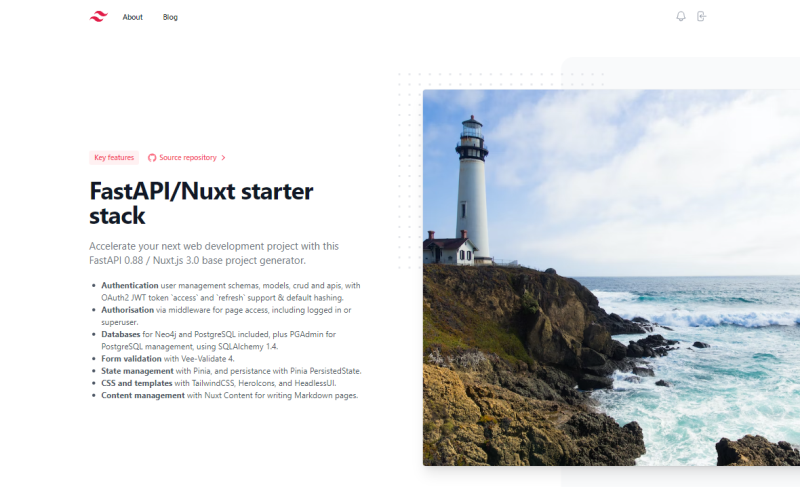 About
Blog
Key features
Source repository
FastAPI/Nuxt starter
stack
Accelerate your next web development project with this
FastAPI 0.88 / Nuxt.js 3.0 base project generator.
Authentication user management schemas, models, crud and apis, with
OAuth2 JWT token `access` and `refresh` support & default hashing.
Authorisation via middleware for page access, including logged in or
superuser.
Databases for Neo4j and PostgreSQL included, plus PGAdmin for
PostgreSQL management, using SQLAlchemy 1.4.
Form validation with Vee-Validate 4.
State management with Pinia, and persistance with Pinia PersistedState.
CSS and templates with TailwindCSS, HeroIcons, and HeadlessUI.
Content management with Nuxt Content for writing Markdown pages.